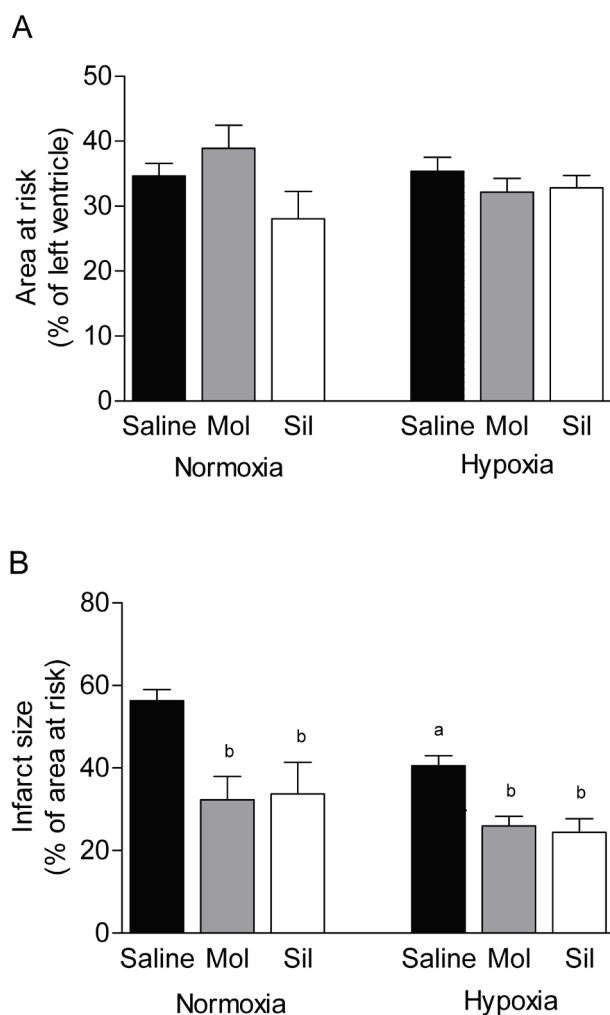 A
Area at risk
(% of left ventricle)
50
40
30
20
10
0
Saline Mol Sil Saline Mol Sil
Normoxia Hypoxia
B
Infarct size
(% of area at risk)
80
60
40
20
0
b b a b b
Saline Mol Sil Saline Mol Sil
Normoxia Hypoxia